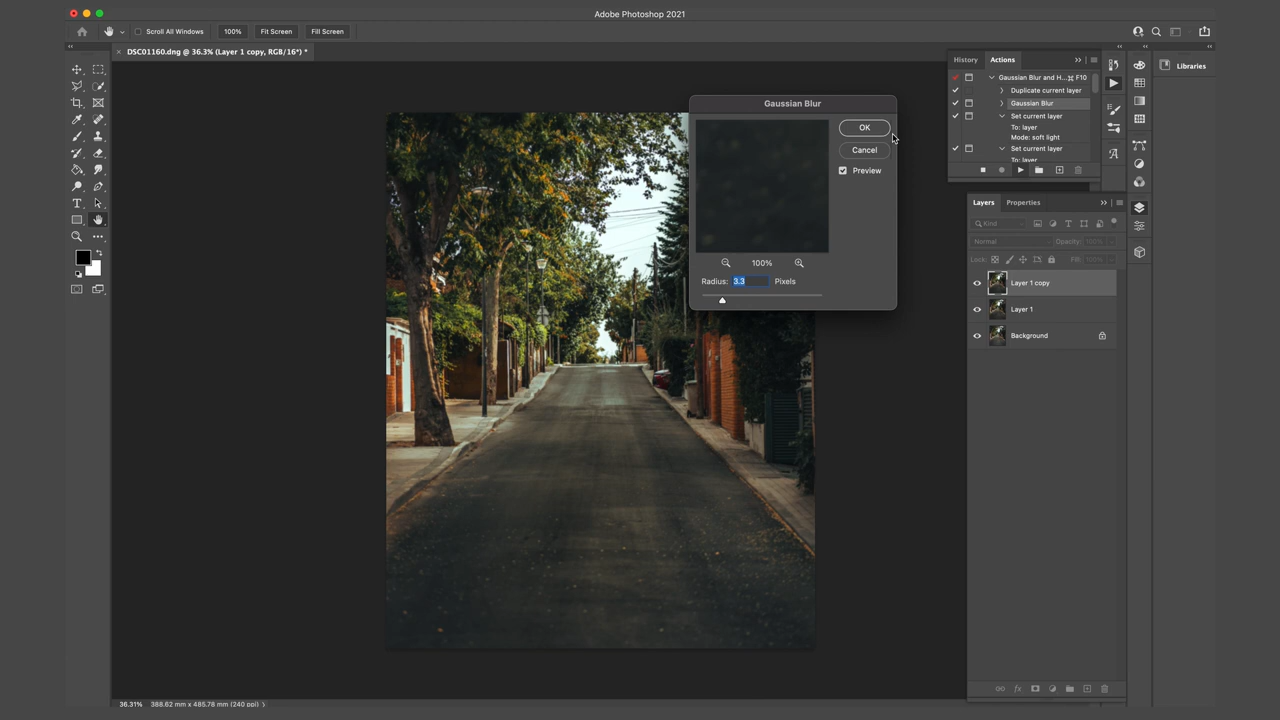 Adobe Photoshop 2021
Scroll All Windows
100%
Fit Screen
Fill Screen
DSC01160.dng @ 36.3% (Layer 1 copy, RGB/16*) *
Gaussian Blur
OK
Cancel
Preview
100%
Radius: 3.3 Pixels
History
Actions
Gaussian Blur and H... F10
Duplicate current layer
Gaussian Blur
Set current layer
To: layer
Mode: soft light
Set current layer
To: layer
Libraries
Layers
Properties
Kind
Normal
Opacity: 100%
Lock:
Fill: 100%
Layer 1 copy
Layer 1
Background
36.31%
388.62 mm x 485.78 mm (240 ppi)